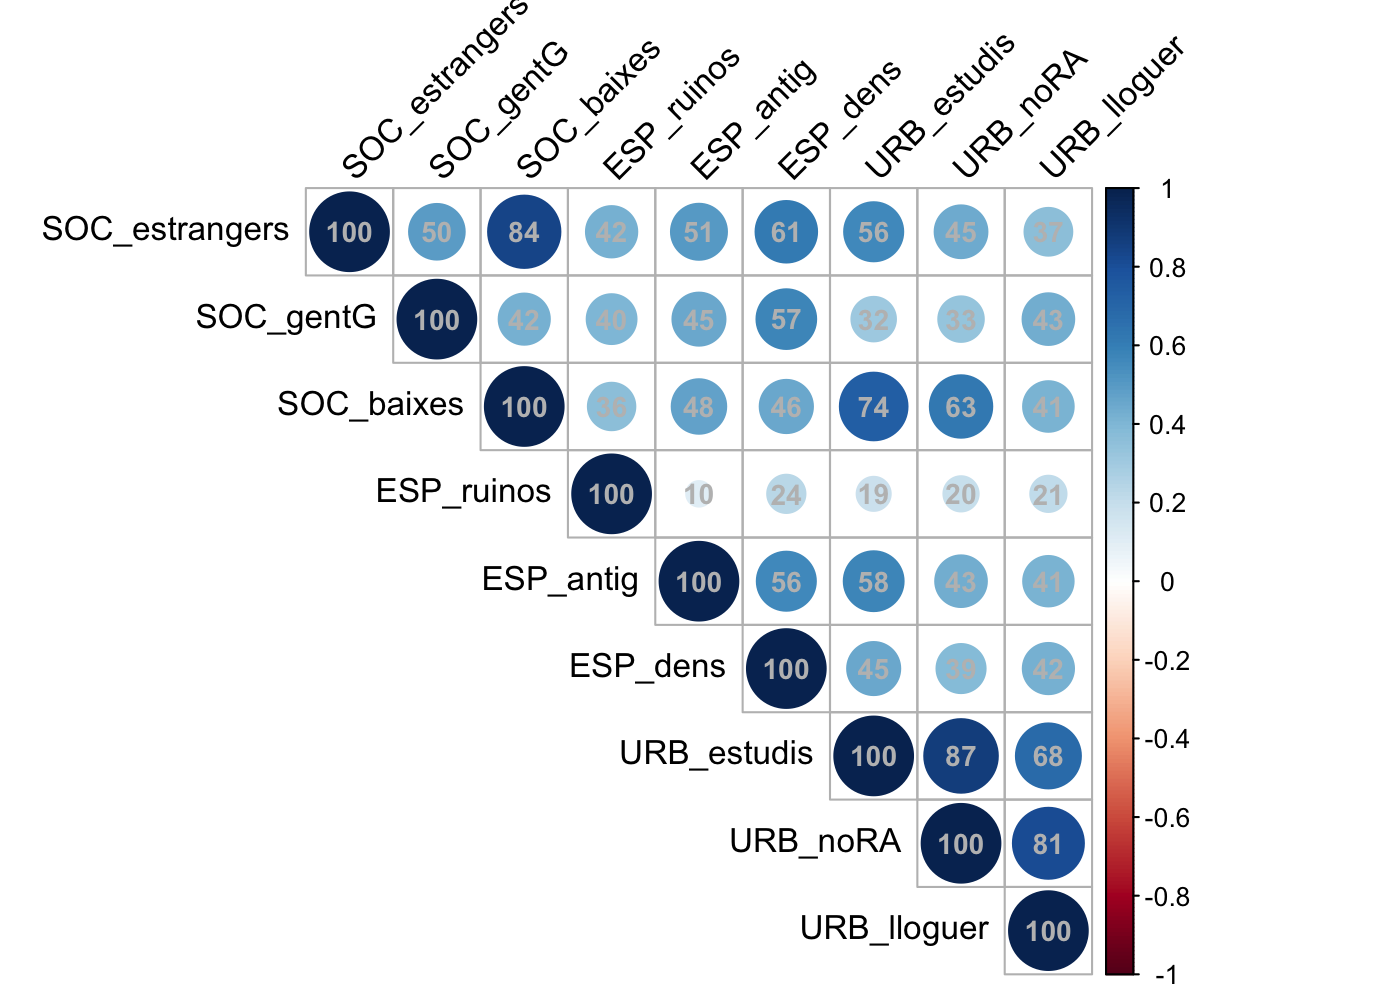 SOC_estrangers
SOC_gentG
SOC_baixes
ESP_ruinos
ESP_antig
ESP_dens
URB_estudis
URB_noRA
URB_lloguer
SOC_estrangers 100 50 84 42 51 61 56 45 37
SOC_gentG 100 42 40 45 57 32 33 43
SOC_baixes 100 36 48 46 74 63 41
ESP_ruinos 100 10 24 19 20 21
ESP_antig 100 56 58 43 41
ESP_dens 100 45 39 42
URB_estudis 100 87 68
URB_noRA 100 81
URB_lloguer 100
1
0.8
0.6
0.4
0.2
0
-0.2
-0.4
-0.6
-0.8
-1